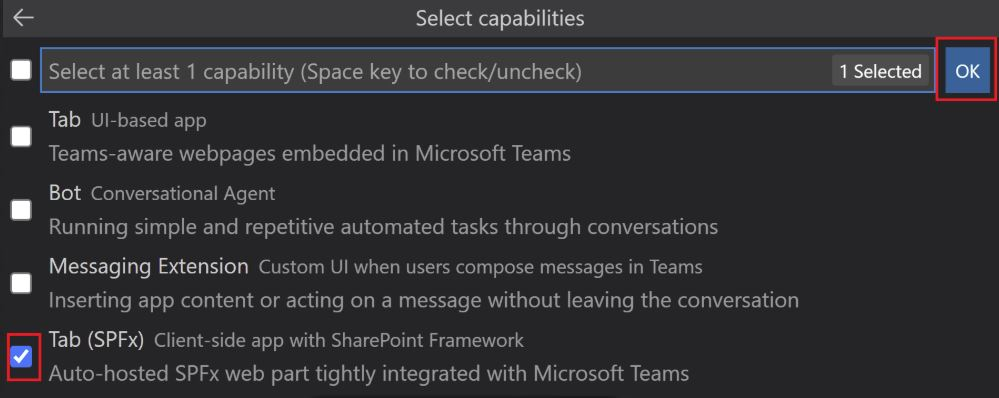 Select capabilities
Select at least 1 capability (Space key to check/uncheck) 1 Selected OK
Tab UI-based app
Teams-aware webpages embedded in Microsoft Teams
Bot Conversational Agent
Running simple and repetitive automated tasks through conversations
Messaging Extension Custom UI when users compose messages in Teams
Inserting app content or acting on a message without leaving the conversation
Tab (SPFx) Client-side app with SharePoint Framework
Auto-hosted SPFx web part tightly integrated with Microsoft Teams